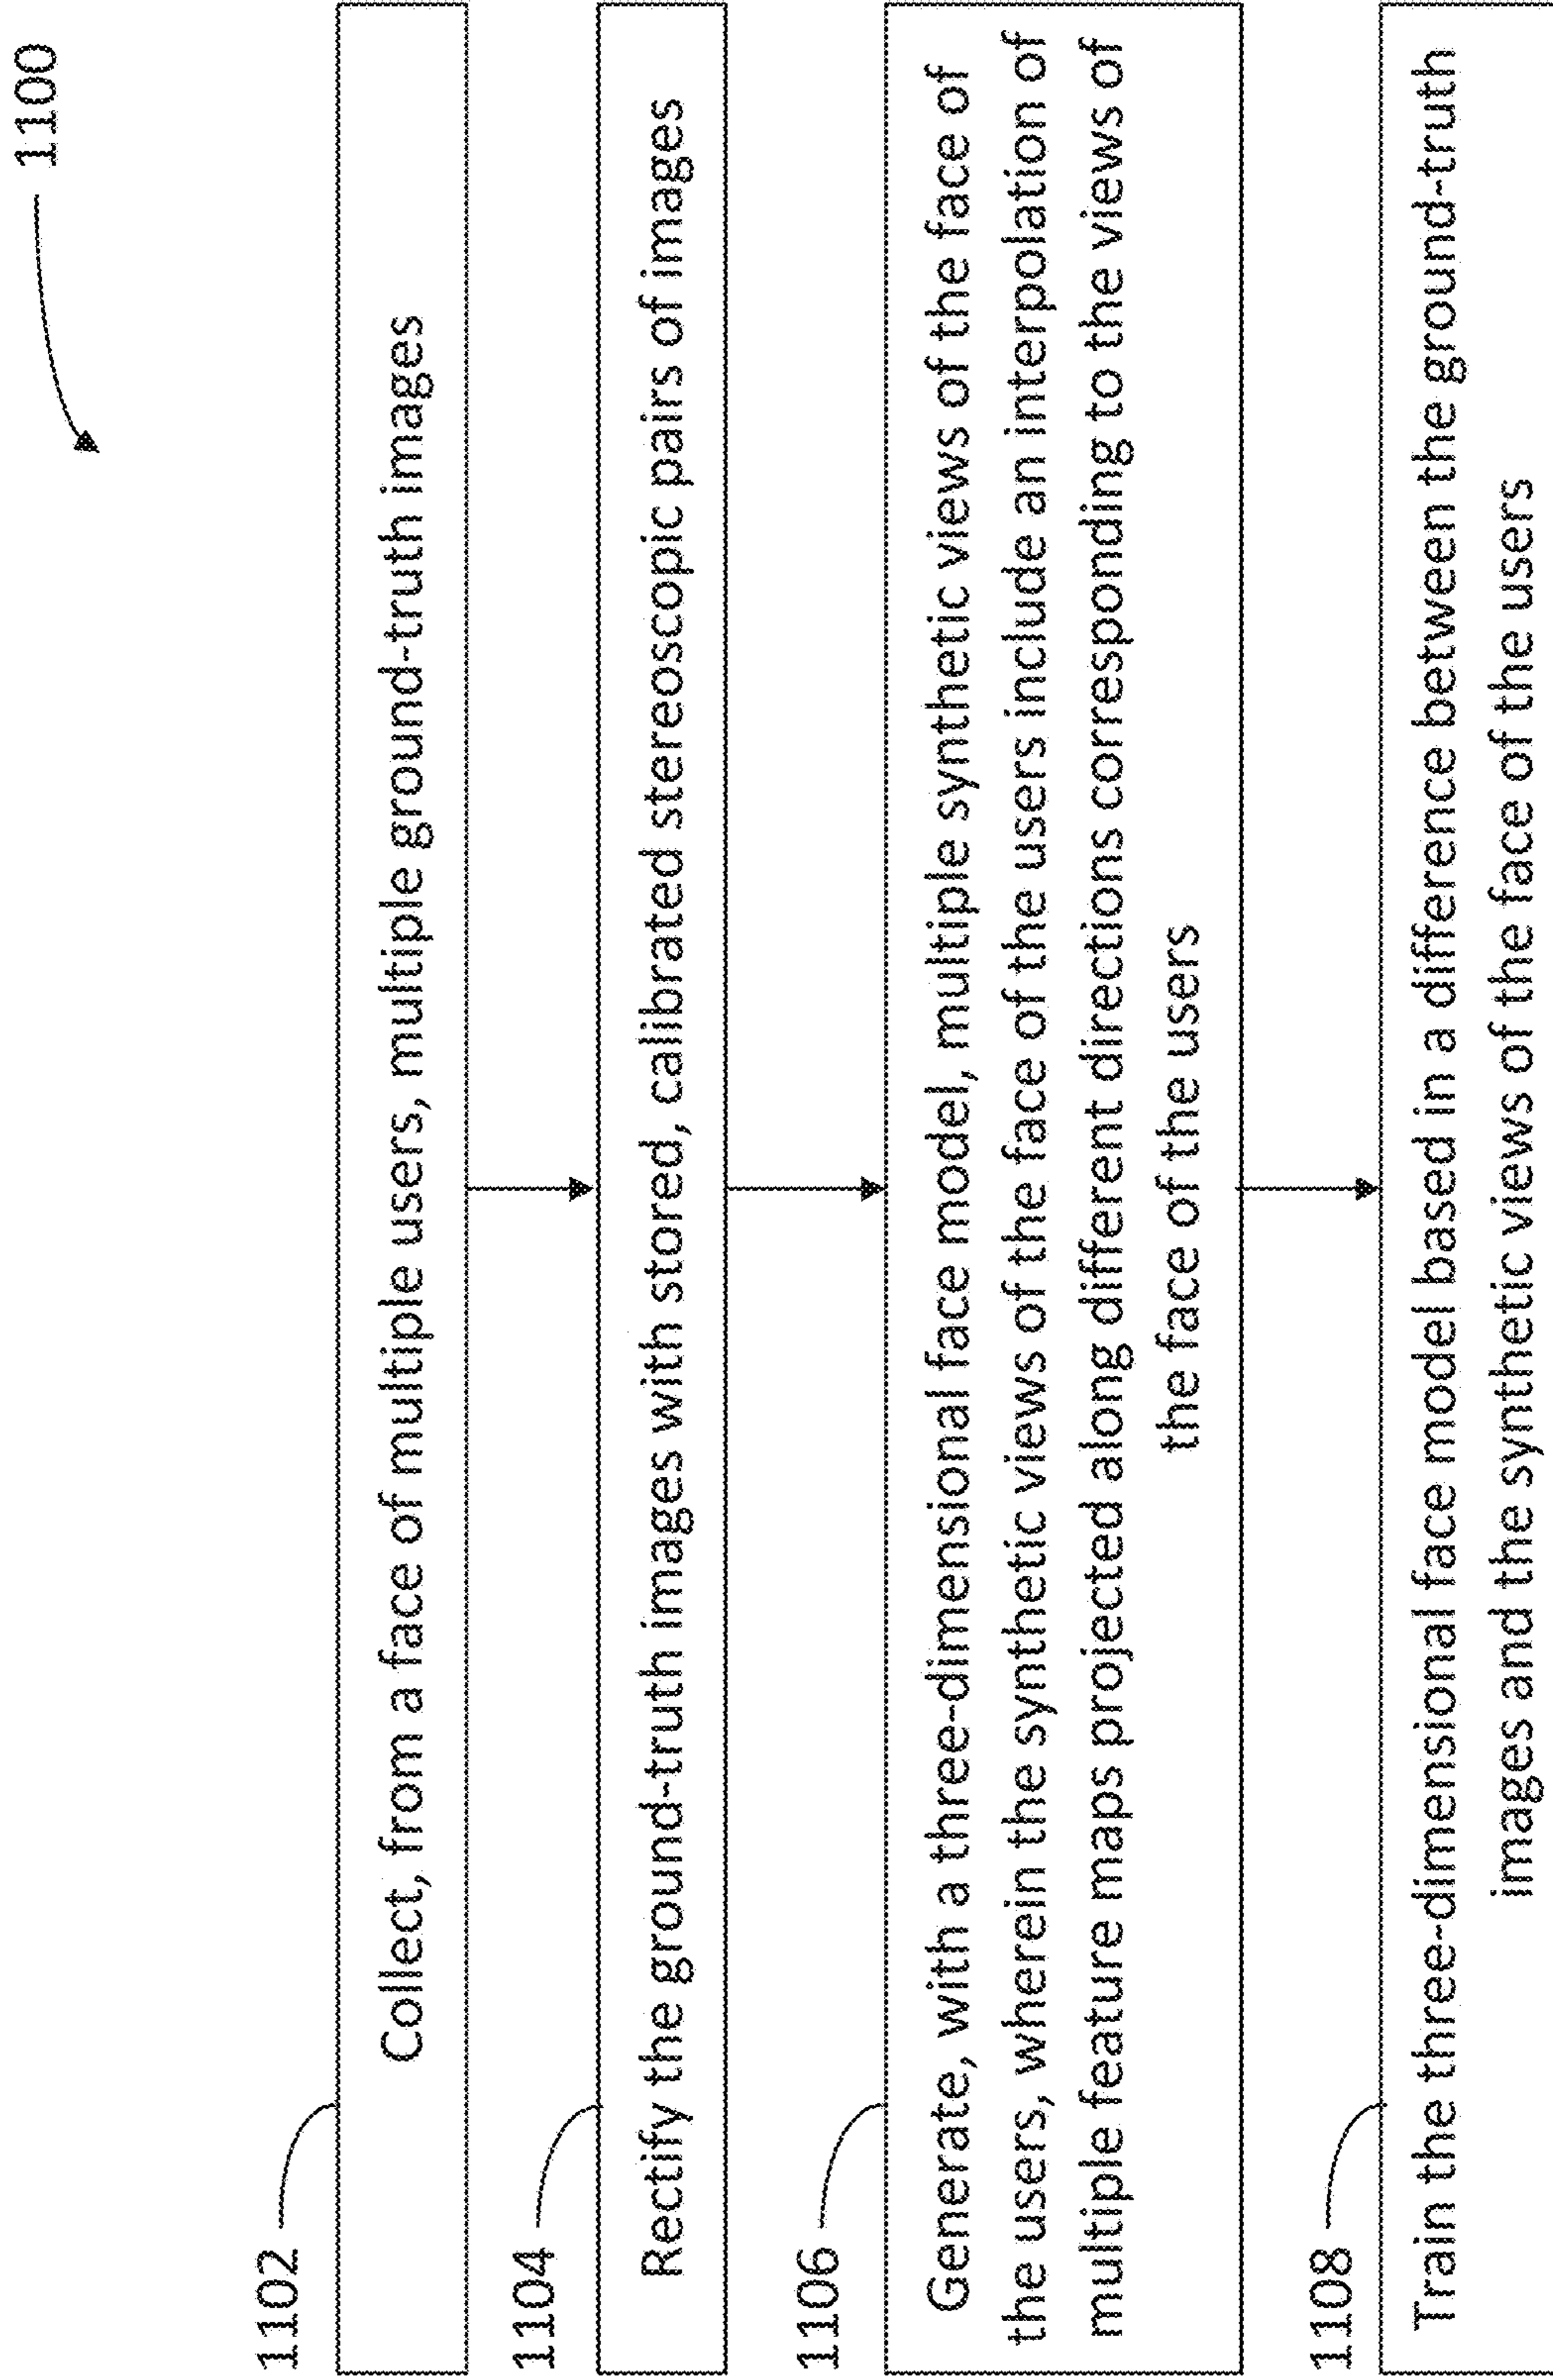 1100
1102
Collect, from a face of multiple users, multiple ground-truth images
1104
Rectify the ground-truth images with stored, calibrated stereoscopic pairs of images
1106
Generate, with a three-dimensional face model, multiple synthetic views of the face of
the users, wherein the synthetic views of the face of the users include an interpolation of
multiple feature maps projected along different directions corresponding to the views of
the face of the users
1108
Train the three-dimensional face model based in a difference between the ground-truth
images and the synthetic views of the face of the users